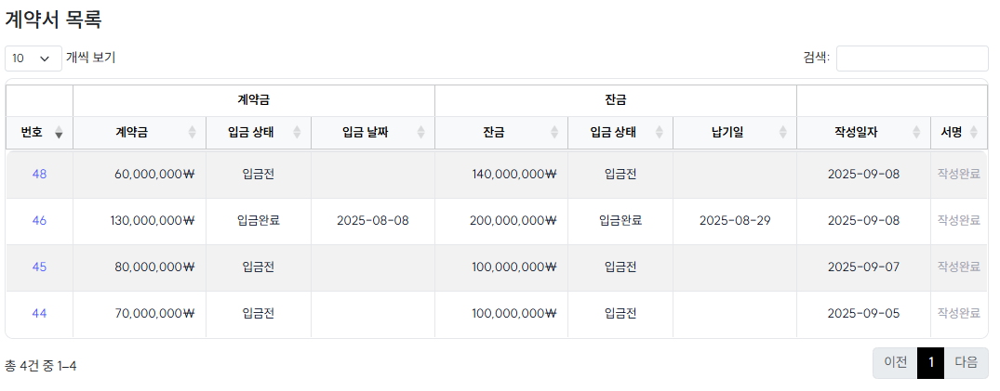 계약서 목록
10 개씩 보기 검색:
계약금 잔금
번호 계약금 입금 상태 입금 날짜 잔금 입금 상태 납기일 작성일자 서명
48 60,000,000₩ 입금전 140,000,000₩ 입금전 2025-09-08 작성완료
46 130,000,000₩ 입금완료 2025-08-08 200,000,000₩ 입금완료 2025-08-29 2025-09-08 작성완료
45 80,000,000₩ 입금전 100,000,000₩ 입금전 2025-09-07 작성완료
44 70,000,000₩ 입금전 100,000,000₩ 입금전 2025-09-05 작성완료
총 4건 중 1–4 이전 1 다음